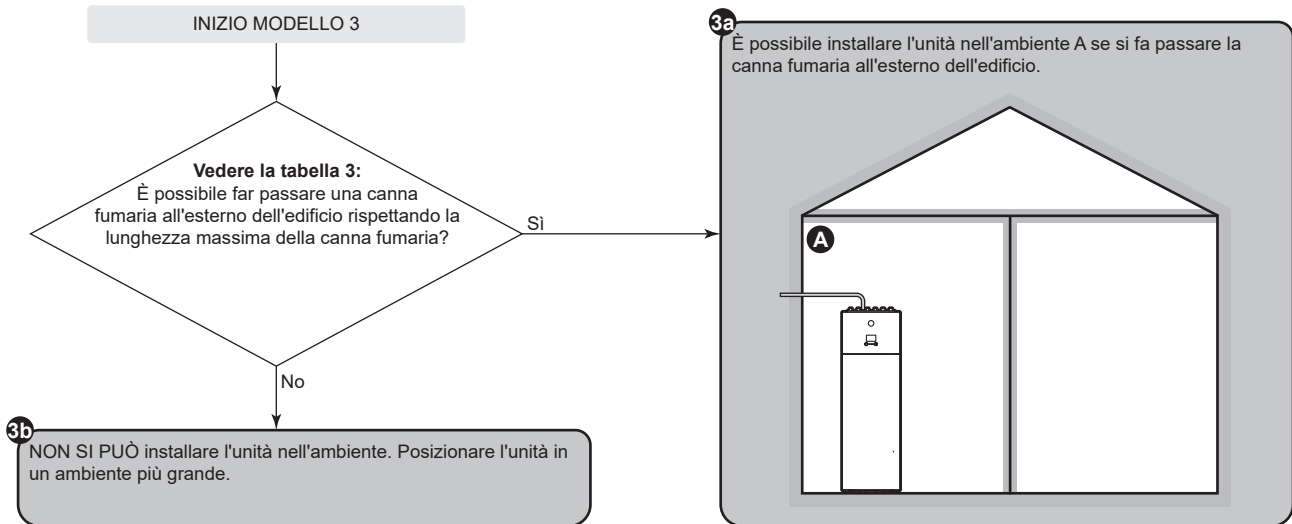 INIZIO MODELLO 3
Vedere la tabella 3:
È possibile far passare una canna
fumaria all'esterno dell'edificio rispettando la
lunghezza massima della canna fumaria?
Sì
No
3a
È possibile installare l'unità nell'ambiente A se si fa passare la
canna fumaria all'esterno dell'edificio.
A
3b
NON SI PUÒ installare l'unità nell'ambiente. Posizionare l'unità in
un ambiente più grande.